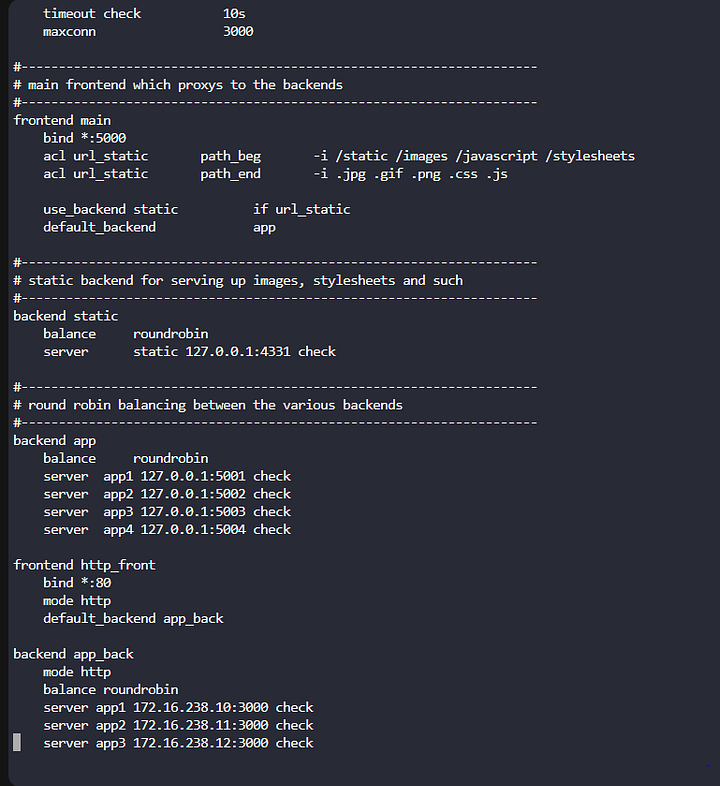 timeout check           10s
maxconn                 3000
#---------------------------------------------------------------------
# main frontend which proxys to the backends
#---------------------------------------------------------------------
frontend main
bind *:5000
acl url_static       path_beg       -i /static /images /javascript /stylesheets
acl url_static       path_end       -i .jpg .gif .png .css .js
use_backend static          if url_static
default_backend             app
#---------------------------------------------------------------------
# static backend for serving up images, stylesheets and such
#---------------------------------------------------------------------
backend static
balance     roundrobin
server      static 127.0.0.1:4331 check
#---------------------------------------------------------------------
# round robin balancing between the various backends
#---------------------------------------------------------------------
backend app
balance     roundrobin
server  app1 127.0.0.1:5001 check
server  app2 127.0.0.1:5002 check
server  app3 127.0.0.1:5003 check
server  app4 127.0.0.1:5004 check
frontend http_front
bind *:80
mode http
default_backend app_back
backend app_back
mode http
balance roundrobin
server app1 172.16.238.10:3000 check
server app2 172.16.238.11:3000 check
server app3 172.16.238.12:3000 check